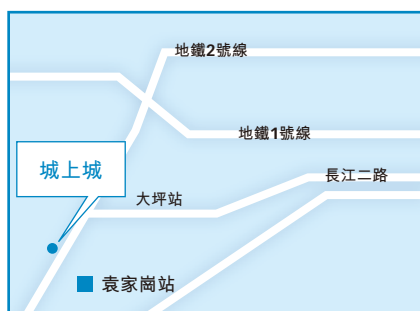 地鐵2號線
地鐵1號線
城上城
長江二路
大坪站
袁家崗站